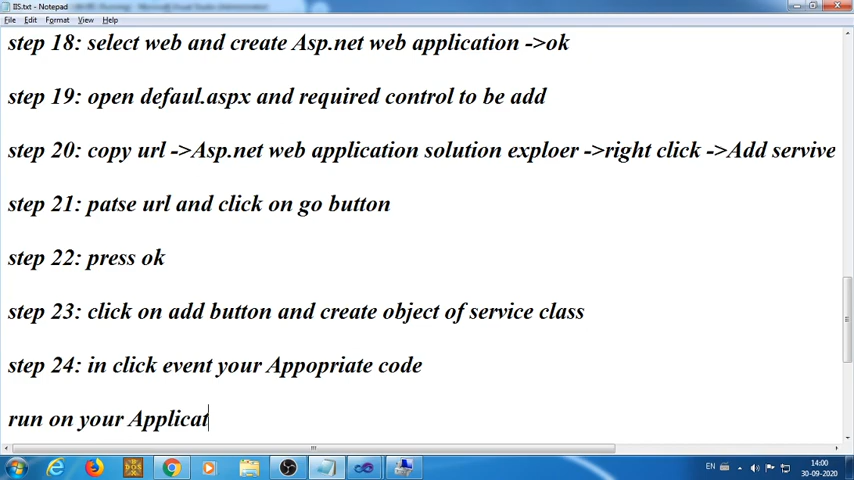 IIS.txt - Notepad
File Edit Format View Help
step 18: select web and create Asp.net web application ->ok
step 19: open defaul.aspx and required control to be add
step 20: copy url ->Asp.net web application solution exploer ->right click ->Add servive
step 21: patse url and click on go button
step 22: press ok
step 23: click on add button and create object of service class
step 24: in click event your Appopriate code
run on your Applicat
EN
14:00
30-09-2020